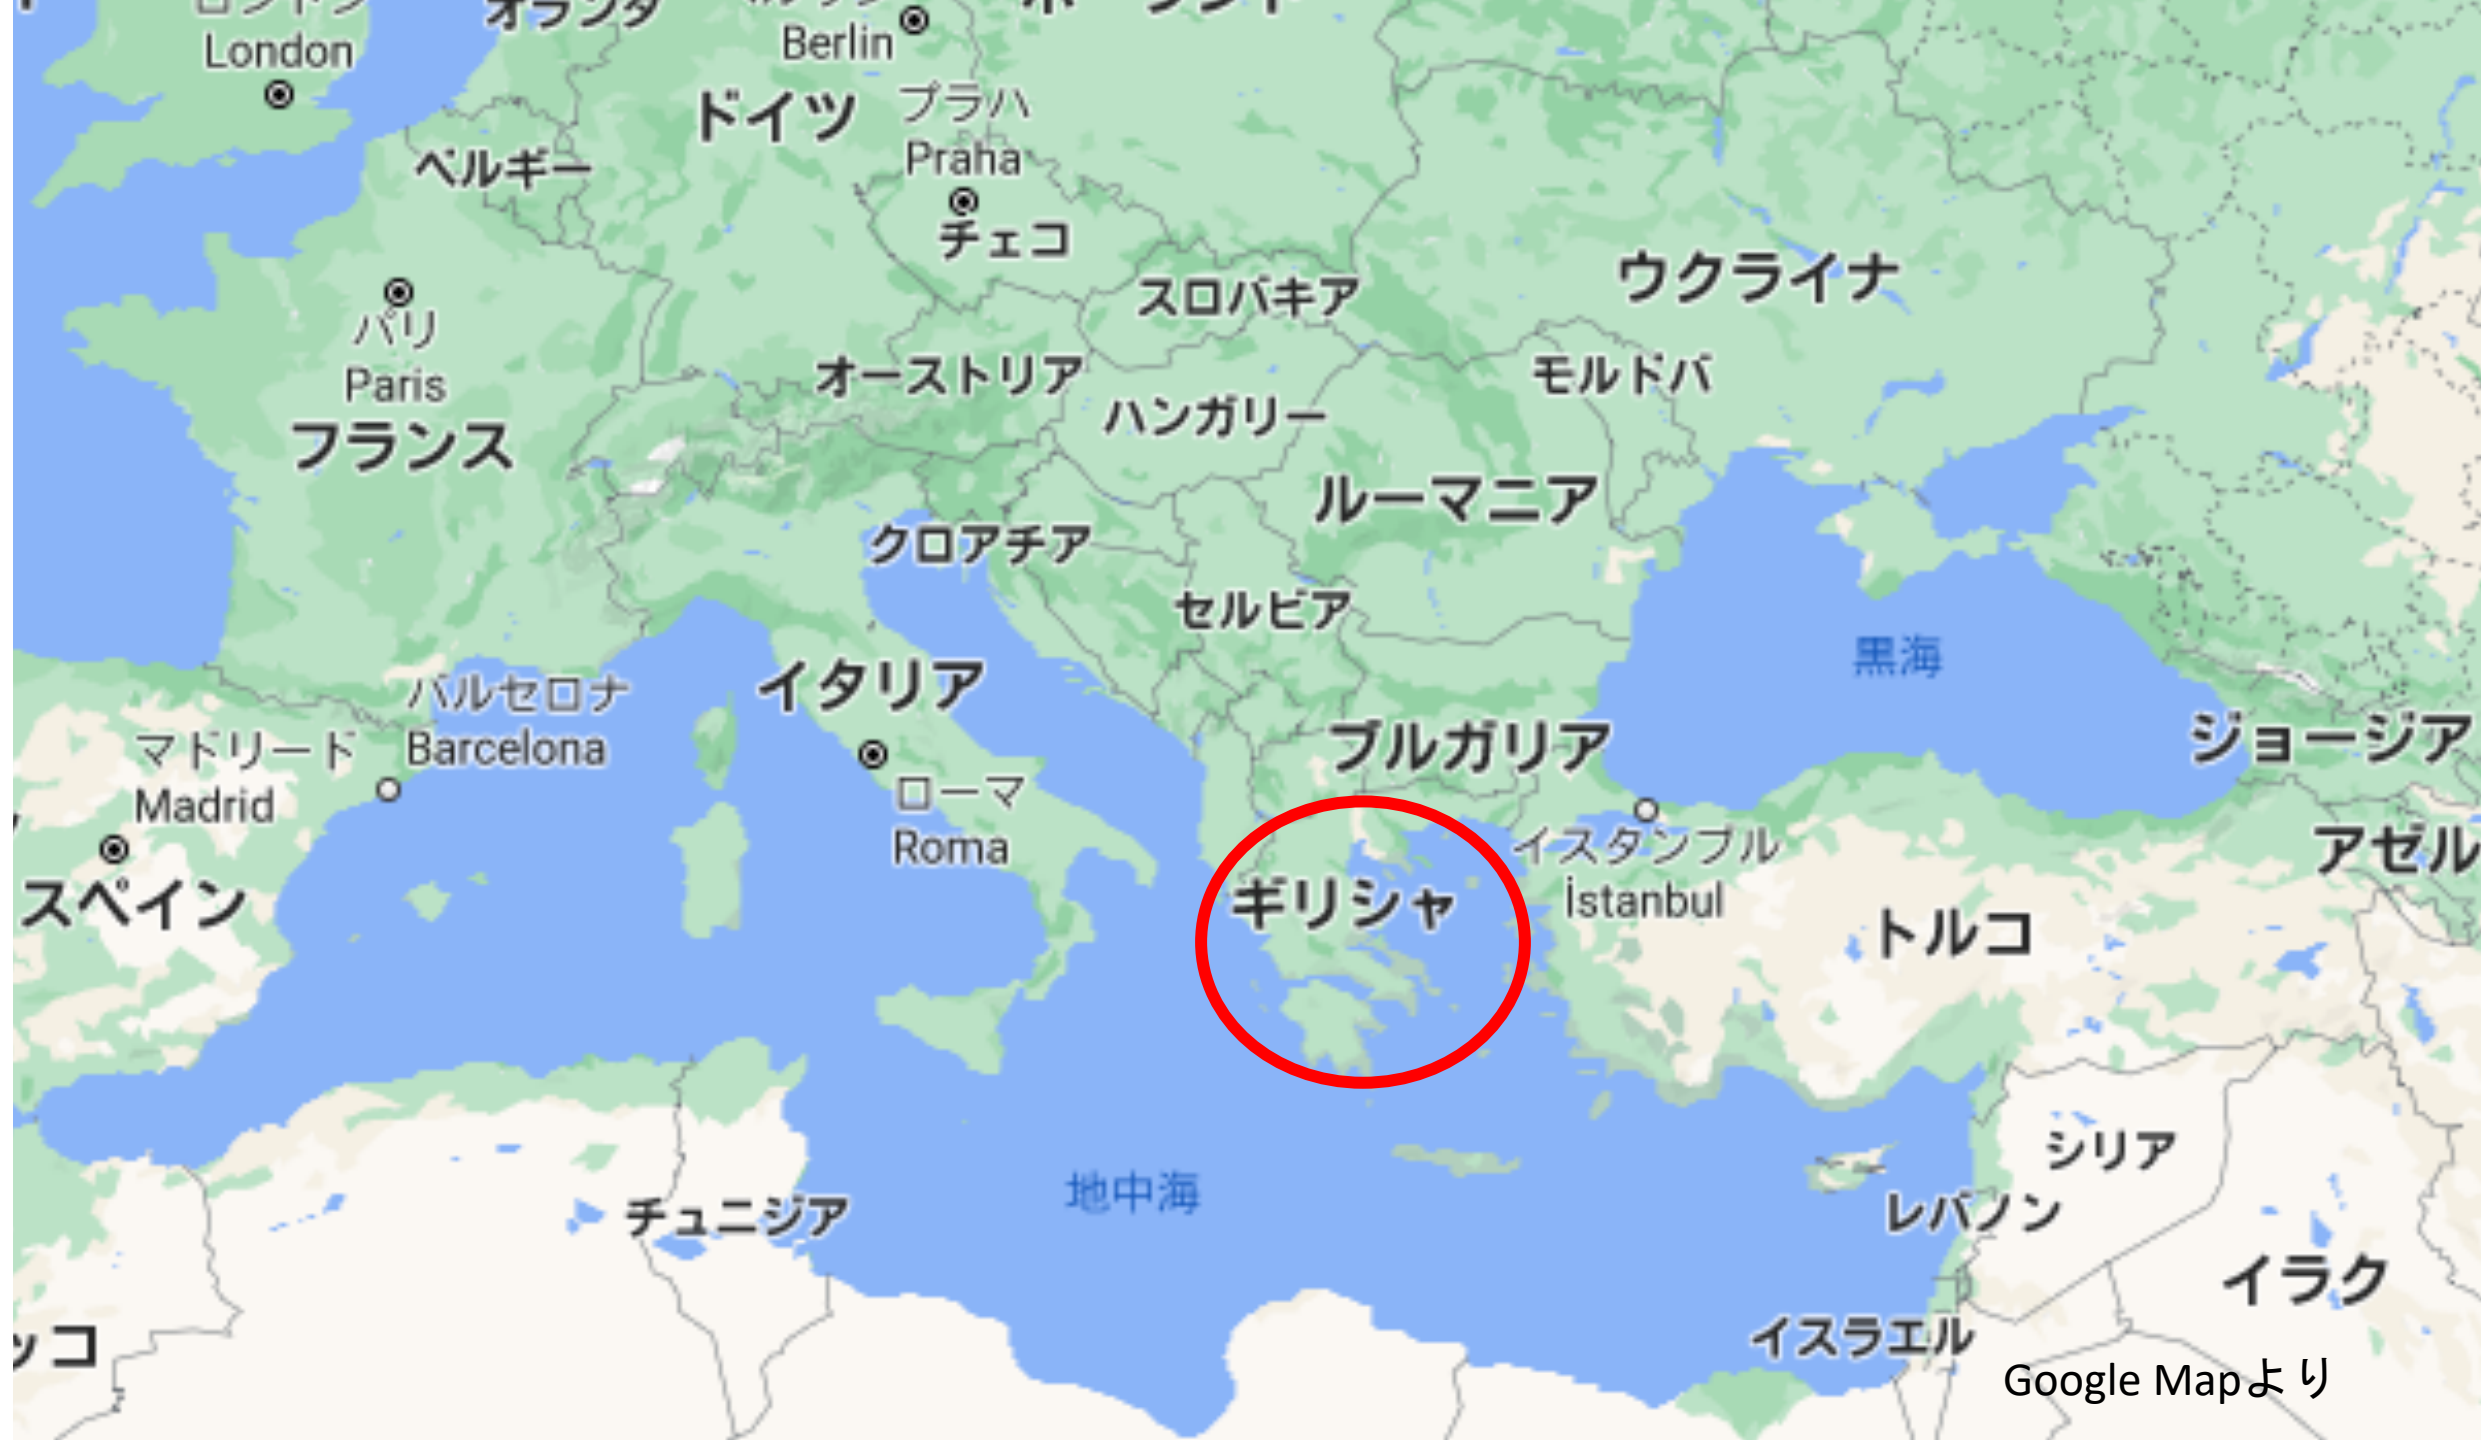 London
オランダ
Berlin
ドイツ
プラハ
Praha
チェコ
ベルギー
スロバキア
ウクライナ
パリ
Paris
フランス
オーストリア
モルドバ
ハンガリー
ルーマニア
クロアチア
セルビア
黒海
イタリア
バルセロナ
Barcelona
マドリード
Madrid
ブルガリア
ジョージア
ローマ
Roma
イスタンブル
İstanbul
アゼル
スペイン
ギリシャ
トルコ
シリア
地中海
チュニジア
レバノン
イラク
イスラエル
ッコ
Google Mapより